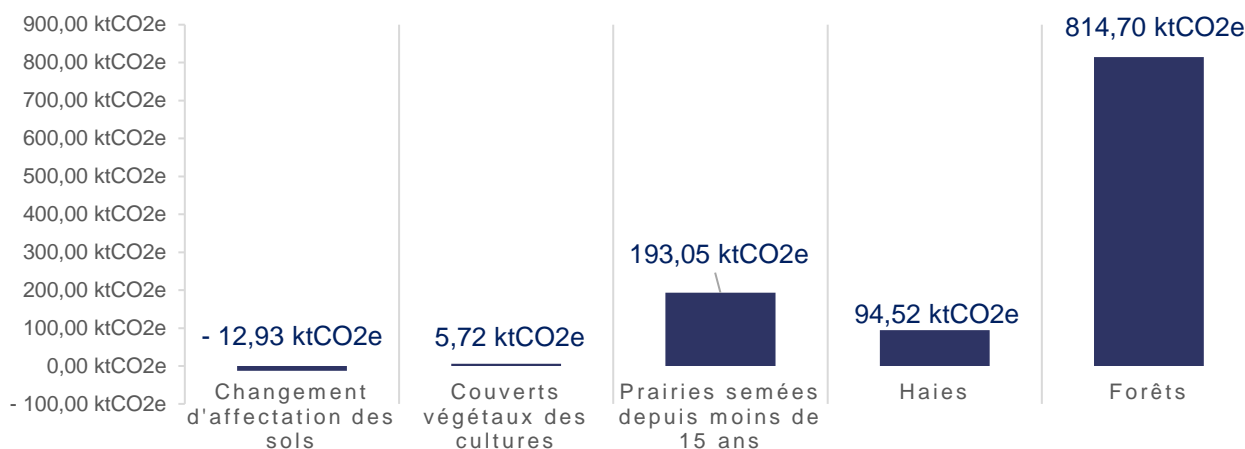 900,00 ktCO2e
800,00 ktCO2e
700,00 ktCO2e
600,00 ktCO2e
500,00 ktCO2e
400,00 ktCO2e
300,00 ktCO2e
200,00 ktCO2e
100,00 ktCO2e
0,00 ktCO2e
- 100,00 ktCO2e
- 12,93 ktCO2e
5,72 ktCO2e
193,05 ktCO2e
94,52 ktCO2e
814,70 ktCO2e
Changement
d'affectation des
sols
Couverts
végétaux des
cultures
Prairies semées
depuis moins de
15 ans
Haies
Forêts